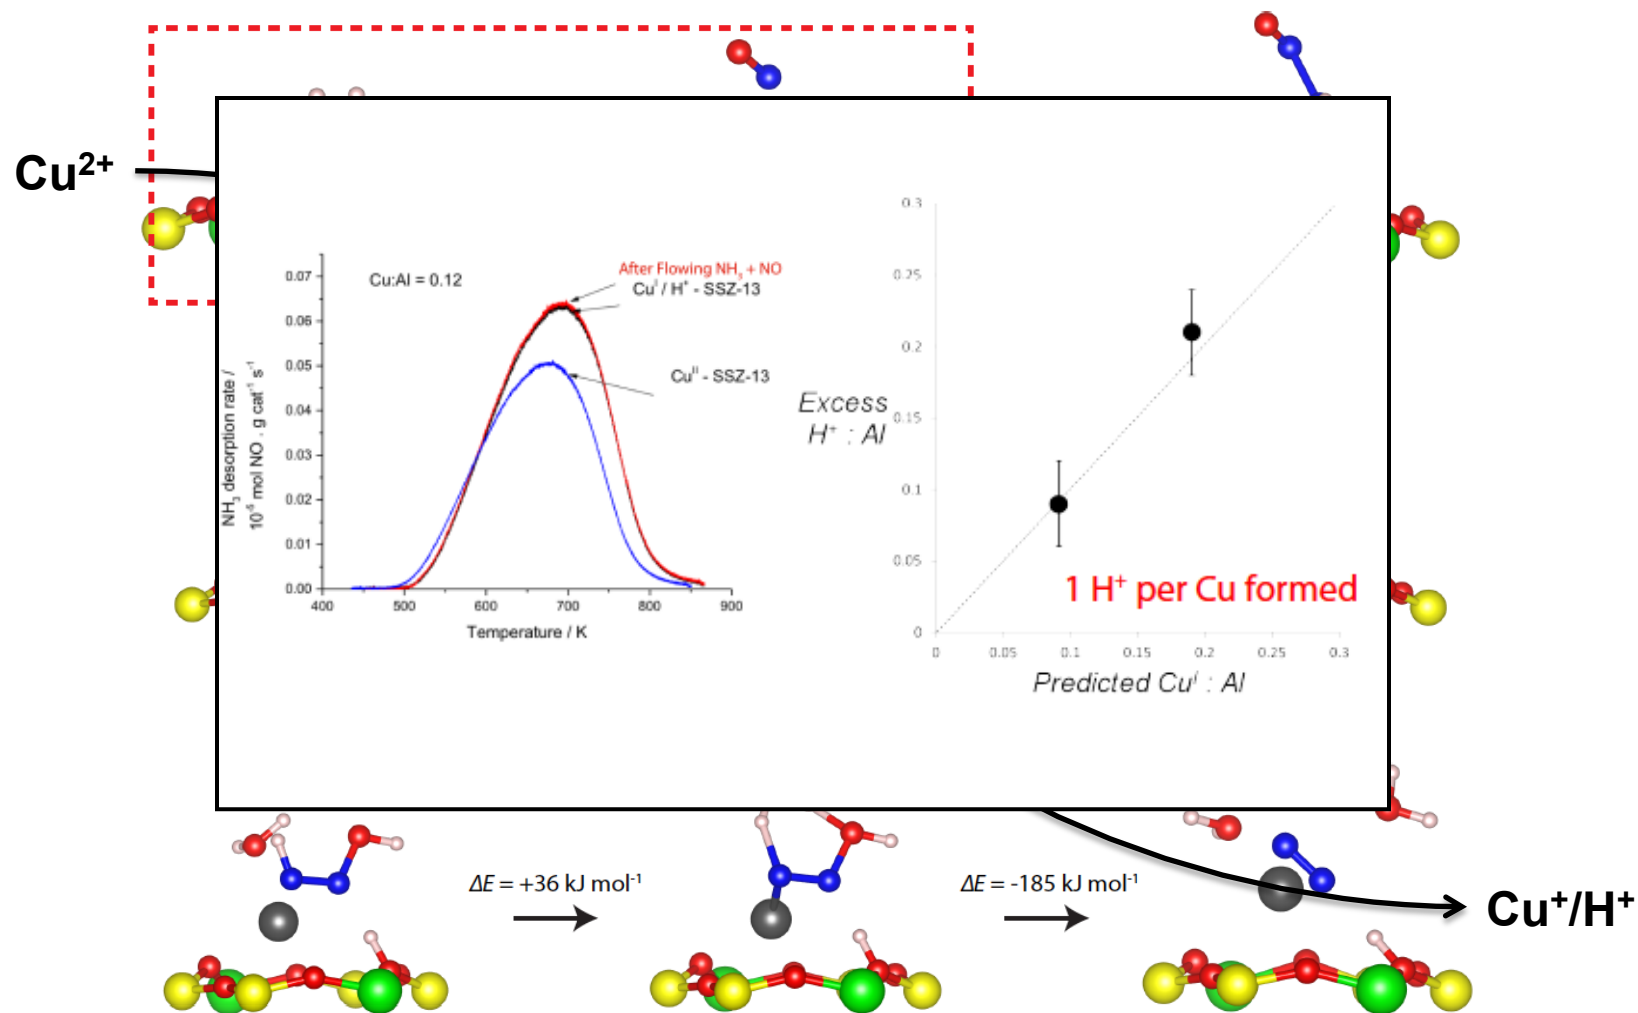 Cu²⁺
Cu:Al = 0.12
After Flowing NH₃ + NO
Cuᴵ / H⁺ - SSZ-13
Cuᴵᴵ - SSZ-13
NH₃ desorption rate /
10⁻⁵ mol NO . g cat⁻¹ s⁻¹
0.07
0.06
0.05
0.04
0.03
0.02
0.01
0.00
400 500 600 700 800 900
Temperature / K
Excess
H⁺ : Al
0.3
0.25
0.2
0.15
0.1
0.05
0
1 H⁺ per Cu formed
0 0.05 0.1 0.15 0.2 0.25 0.3
Predicted Cuᴵ : Al
ΔE = +36 kJ mol⁻¹
ΔE = -185 kJ mol⁻¹
Cu⁺/H⁺